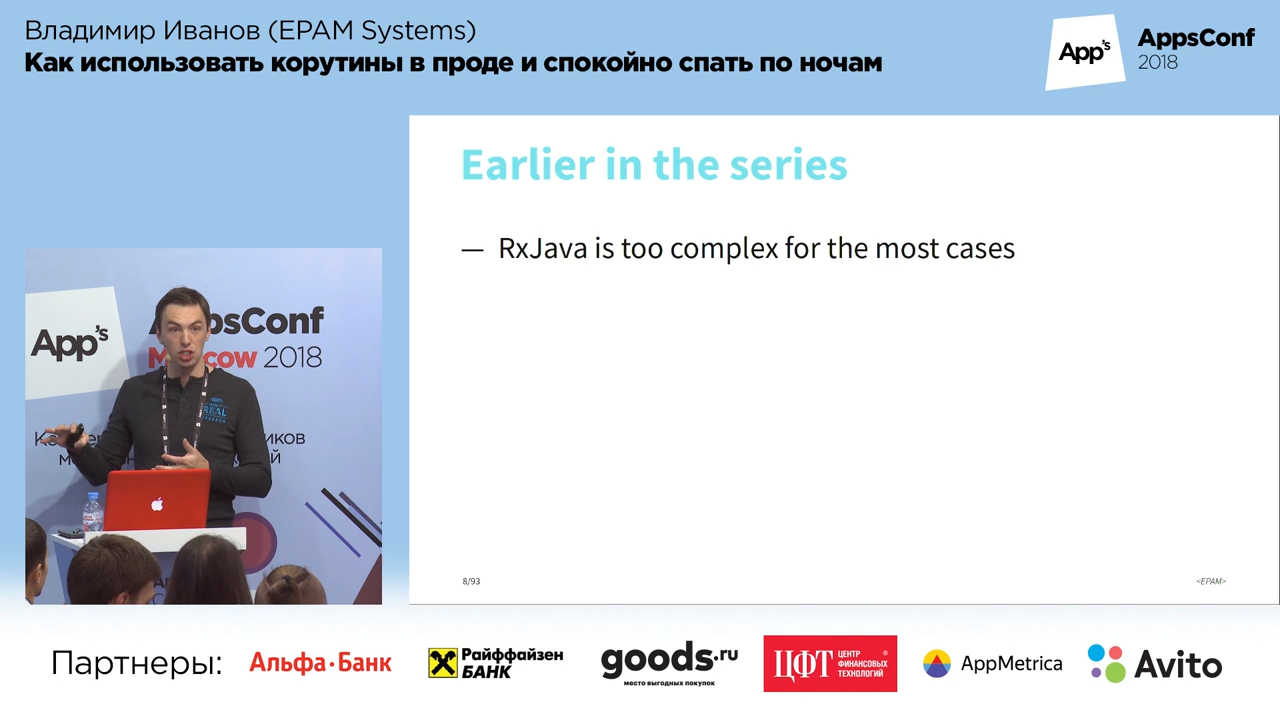 Владимир Иванов (EPAM Systems)
Как использовать корутины в проде и спокойно спать по ночам
App's
AppsConf
2018
Earlier in the series
— RxJava is too complex for the most cases
8/93
<EPAM>
App's
AppsConf
Moscow 2018
REAL
Партнеры:
Альфа·Банк
Райффайзен
БАНК
goods.ru
место выгодных покупок
ЦФТ
ЦЕНТР
ФИНАНСОВЫХ
ТЕХНОЛОГИЙ
®
AppMetrica
Avito